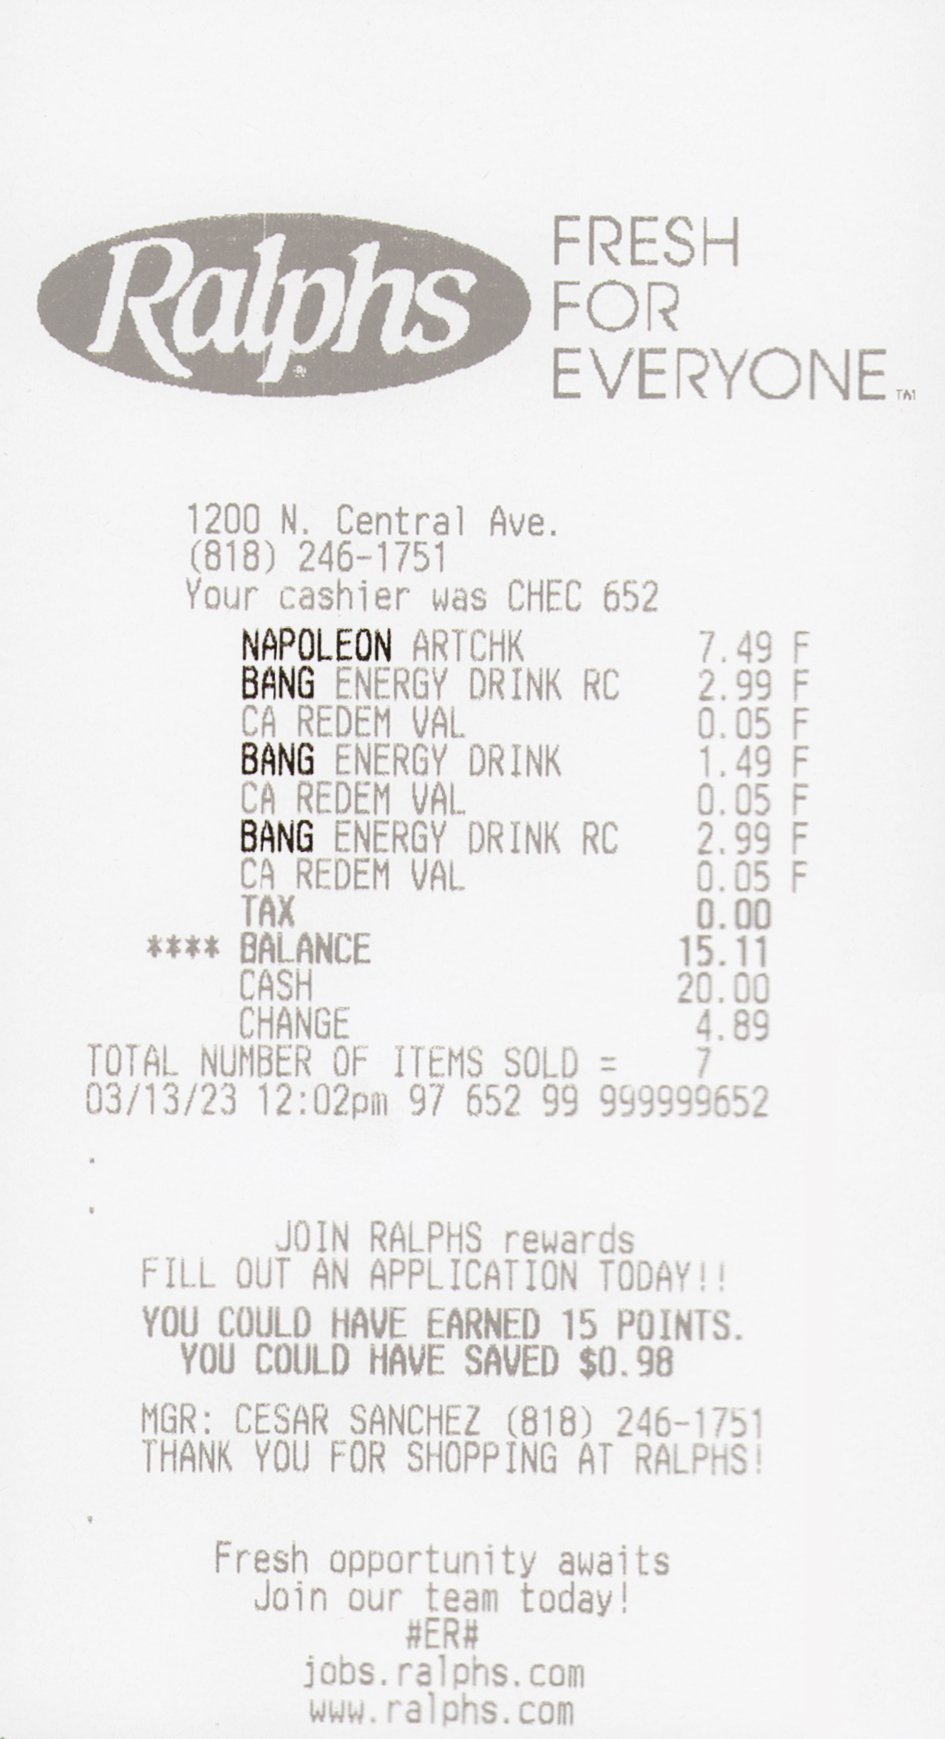 Ralphs
FRESH
FOR
EVERYONE™
1200 N. Central Ave.
(818) 246-1751
Your cashier was CHEC 652
NAPOLEON ARTCHK 7.49 F
BANG ENERGY DRINK RC 2.99 F
CA REDEM VAL 0.05 F
BANG ENERGY DRINK 1.49 F
CA REDEM VAL 0.05 F
BANG ENERGY DRINK RC 2.99 F
CA REDEM VAL 0.05 F
TAX 0.00
**** BALANCE 15.11
CASH 20.00
CHANGE 4.89
TOTAL NUMBER OF ITEMS SOLD = 7
03/13/23 12:02pm 97 652 99 999999652
.
.
JOIN RALPHS rewards
FILL OUT AN APPLICATION TODAY!!
YOU COULD HAVE EARNED 15 POINTS.
YOU COULD HAVE SAVED $0.98
MGR: CESAR SANCHEZ (818) 246-1751
THANK YOU FOR SHOPPING AT RALPHS!
.
Fresh opportunity awaits
Join our team today!
#ER#
jobs.ralphs.com
www.ralphs.com